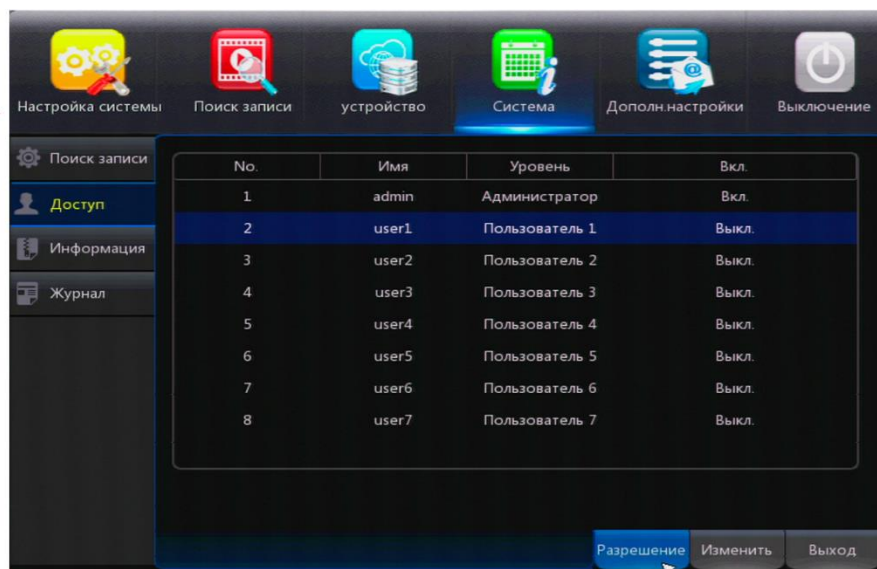 Настройка системы Поиск записи устройство Система Дополн.настройки Выключение
Поиск записи
Доступ
Информация
Журнал
No. Имя Уровень Вкл.
1 admin Администратор Вкл.
2 user1 Пользователь 1 Выкл.
3 user2 Пользователь 2 Выкл.
4 user3 Пользователь 3 Выкл.
5 user4 Пользователь 4 Выкл.
6 user5 Пользователь 5 Выкл.
7 user6 Пользователь 6 Выкл.
8 user7 Пользователь 7 Выкл.
Разрешение Изменить Выход